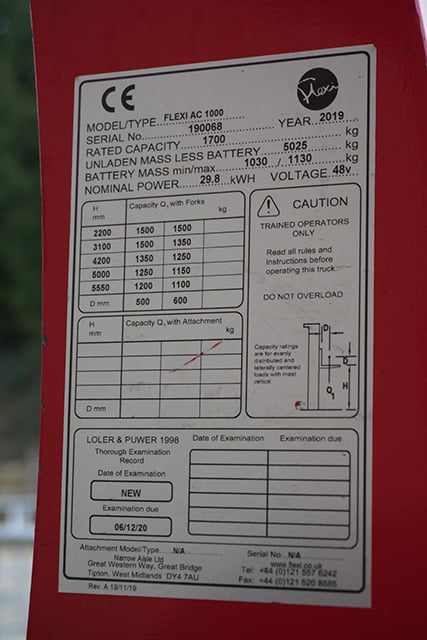 CE
Flexi
MODEL/TYPE FLEXI AC 1000
SERIAL No. 190068 YEAR 2019
RATED CAPACITY 1700 kg
UNLADEN MASS LESS BATTERY 5025 kg
BATTERY MASS min/max 1030 / 1130 kg
NOMINAL POWER 29.8 kWH VOLTAGE 48v
H mm Capacity Q, with Forks kg
2200 1500 1500
3100 1500 1350
4200 1350 1250
5000 1250 1150
5550 1200 1100
D mm 500 600
H mm Capacity Q, with Attachment kg
D mm
CAUTION
TRAINED OPERATORS
ONLY
Read all rules and
instructions before
operating this truck.
DO NOT OVERLOAD
Capacity ratings
are for evenly
distributed and
laterally centered
loads with mast
vertical.
D
D
H
Q1
LOLER & PUWER 1998
Thorough Examination
Record
Date of Examination
NEW
Examination due
06/12/20
Date of Examination Examination due
Attachment Model/Type..... N/A Serial No. N/A
Narrow Aisle Ltd www.flexi.co.uk
Great Western Way, Great Bridge Tel: +44 (0)121 557 6242
Tipton, West Midlands DY4 7AU Fax: +44 (0)121 520 8585
Rev. A 19/11/19